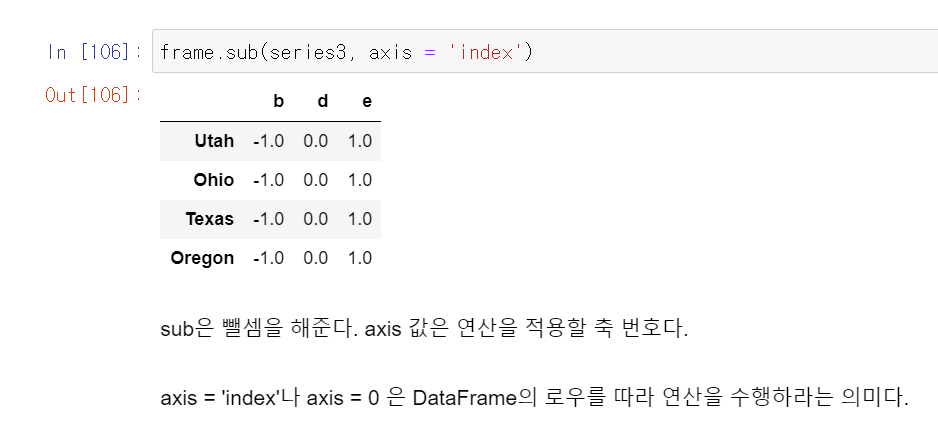 In [106]: frame.sub(series3, axis = 'index')
Out[106]:
b d e
Utah -1.0 0.0 1.0
Ohio -1.0 0.0 1.0
Texas -1.0 0.0 1.0
Oregon -1.0 0.0 1.0
sub은 뺄셈을 해준다. axis 값은 연산을 적용할 축 번호다.
axis = 'index'나 axis = 0 은 DataFrame의 로우를 따라 연산을 수행하라는 의미다.